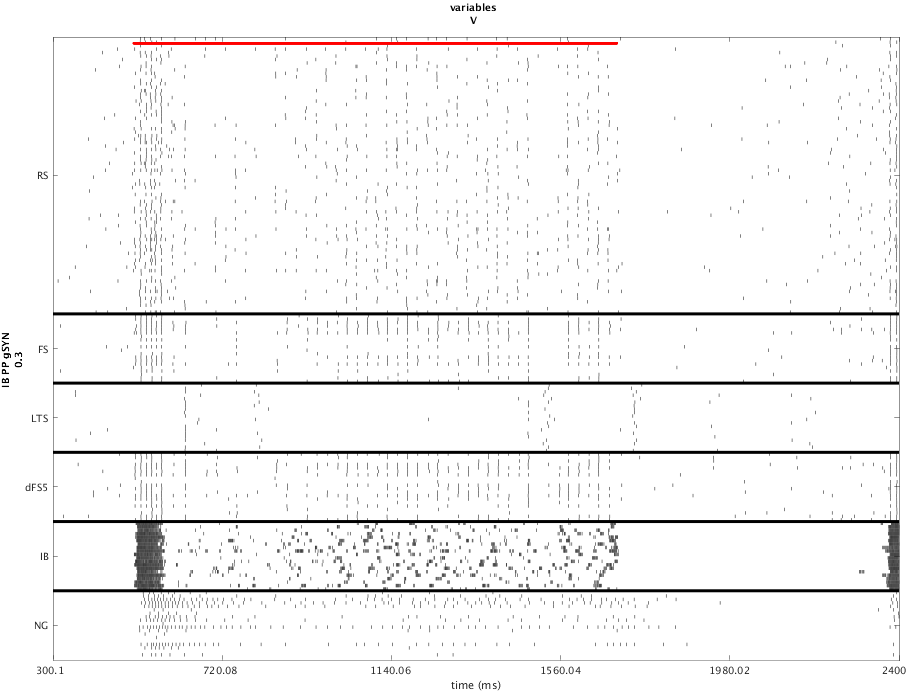 variables
V
RS
FS
LTS
dFS5
IB
NG
IB PP gSYN
0.3
300.1 720.08 1140.06 1560.04 1980.02 2400
time (ms)